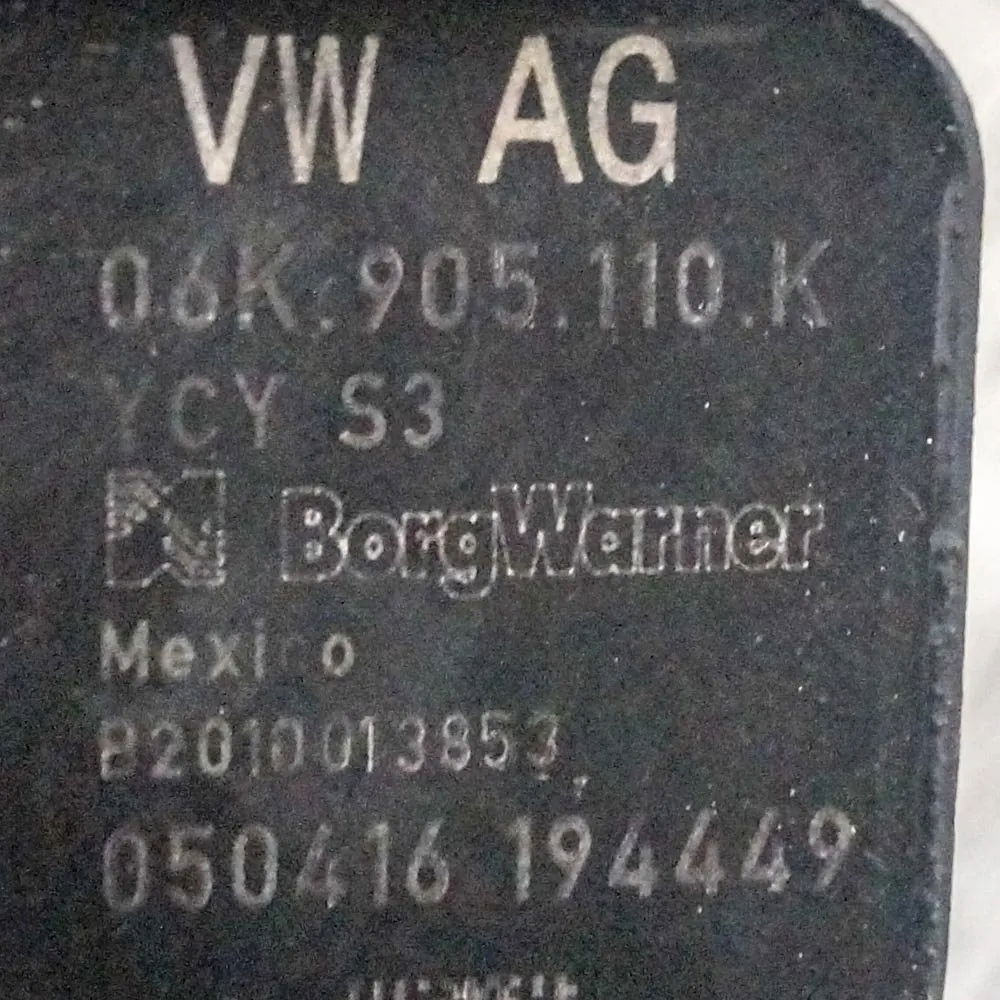 VW AG
06K.905.110.K
YCY S3
BorgWarner
Mexico
B2010013853
050416 194449